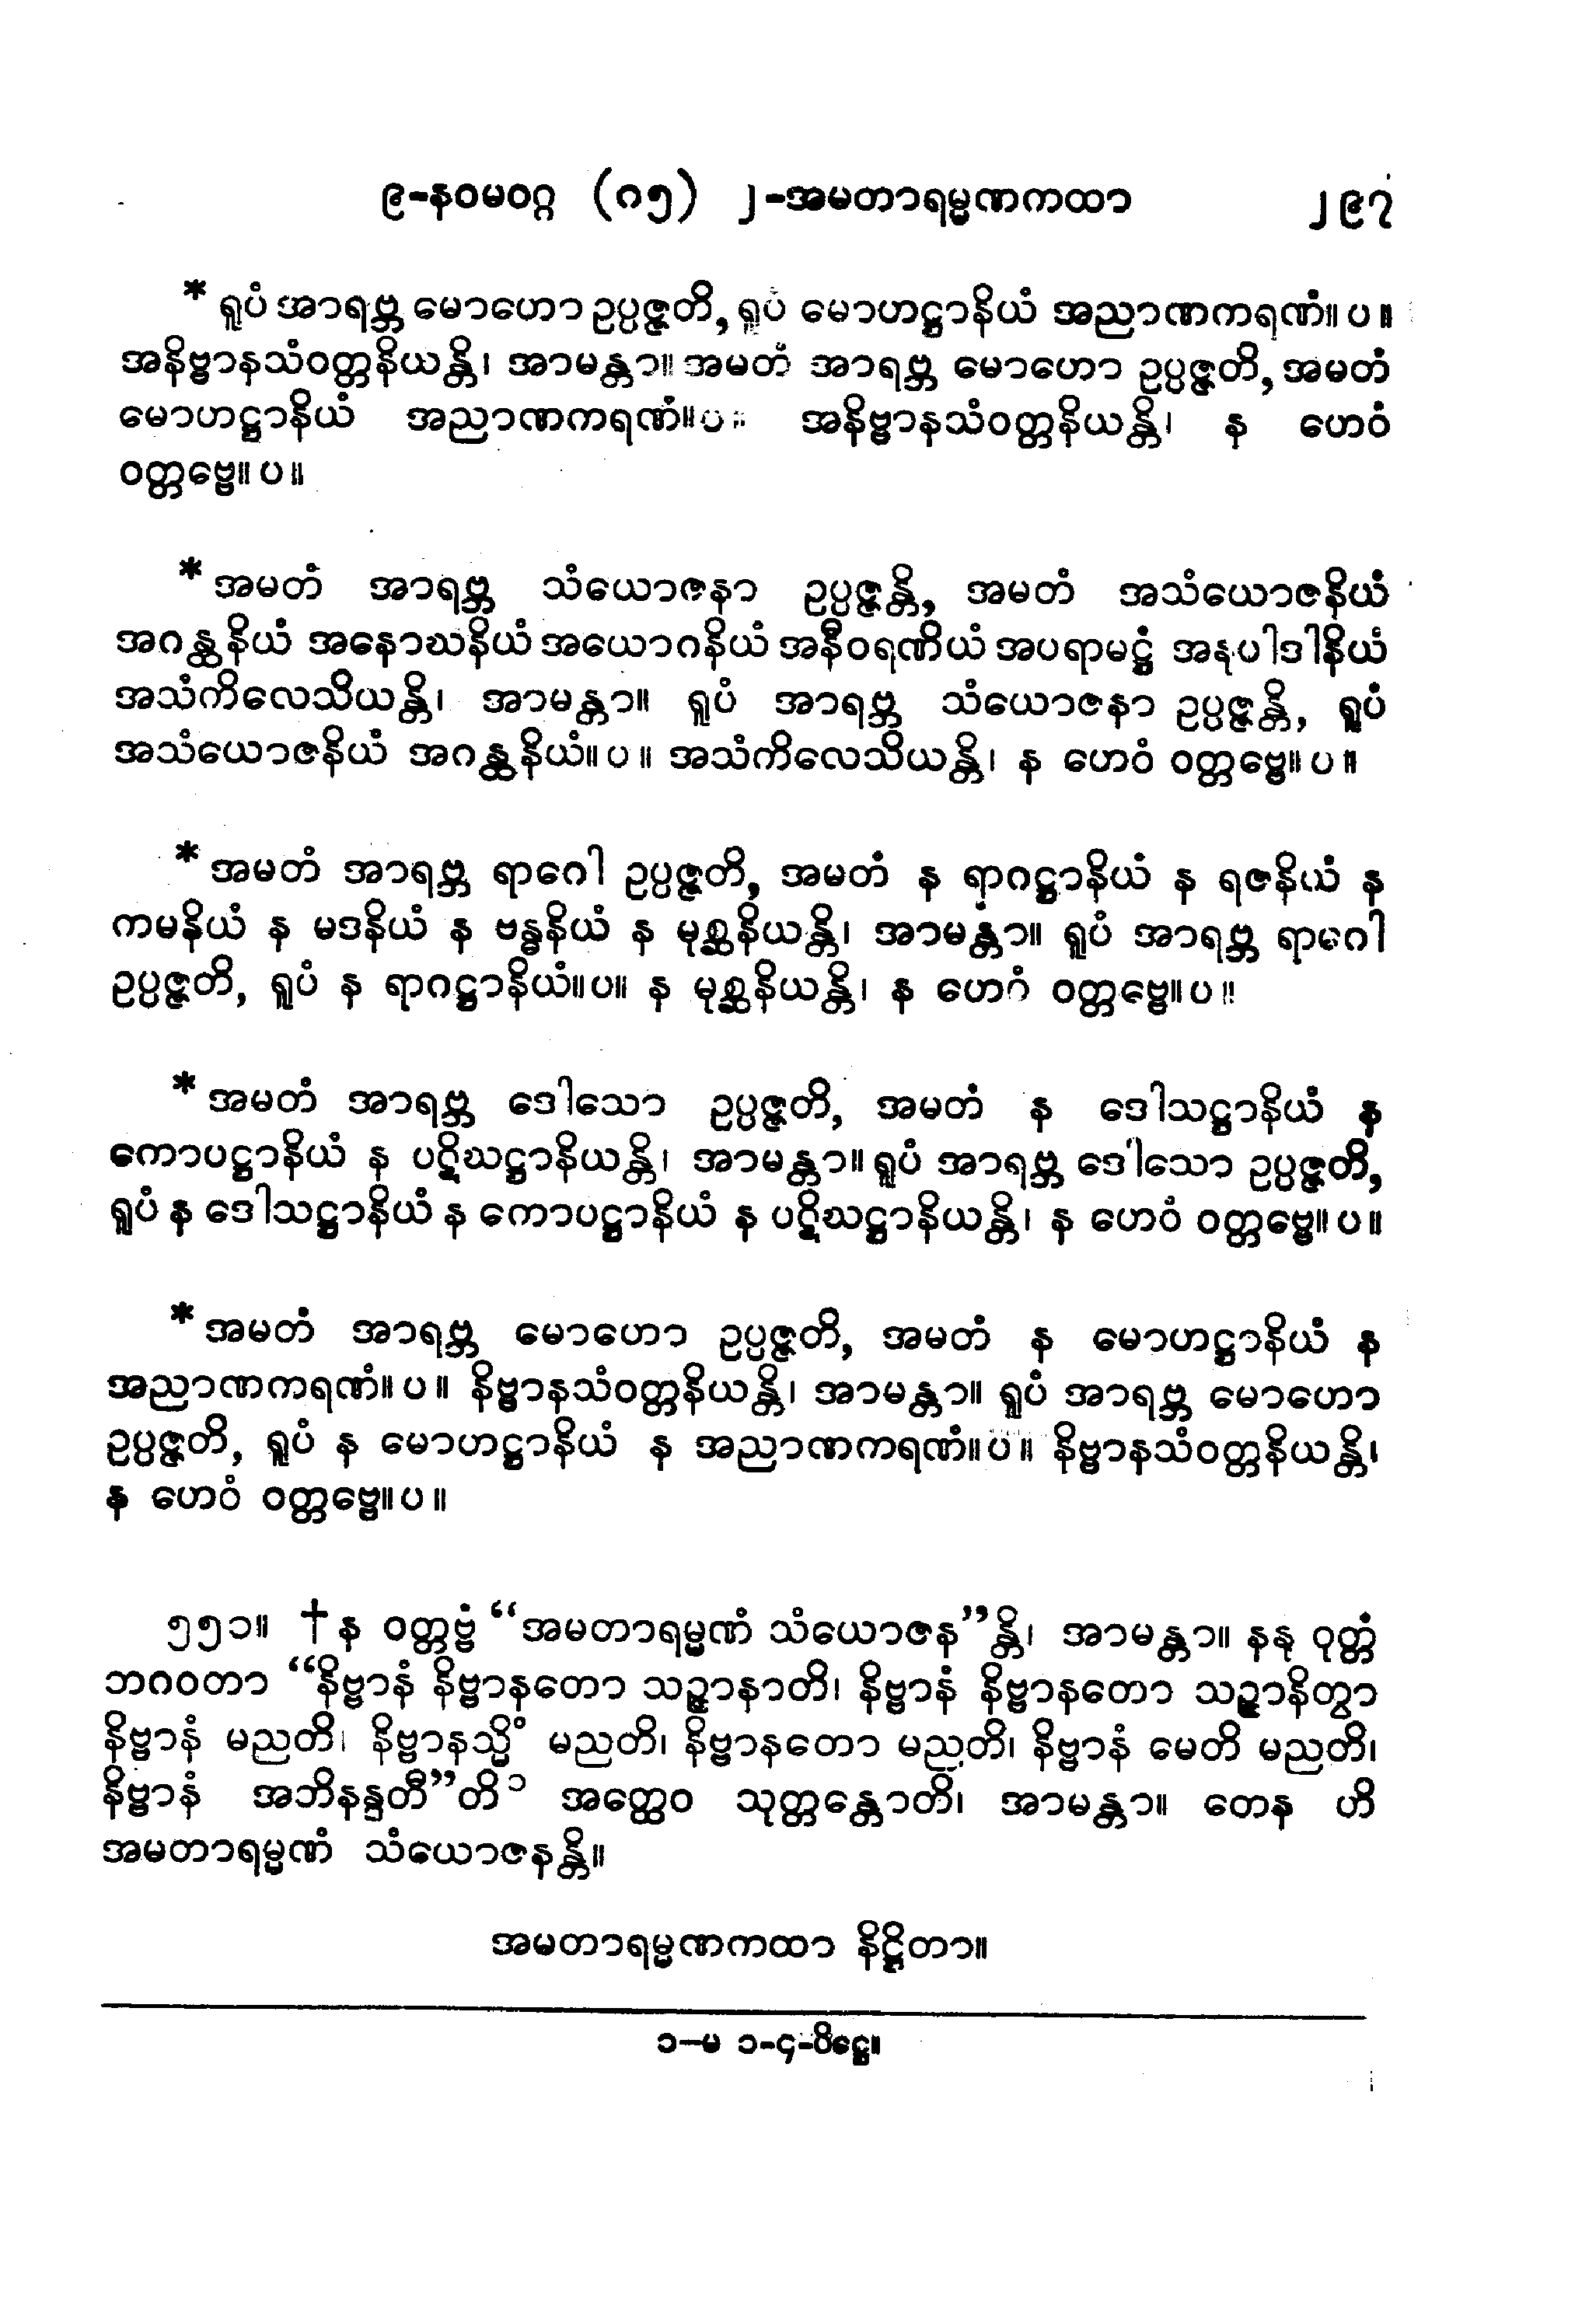 ၉-နဝမဝဂ္ဂ (၈၅) ၂-အမတာရမ္မဏကထာ ၂၉၇
* ရူပံ အာရဗ္ဘ မောဟော ဥပ္ပဇ္ဇတိ, ရူပံ မောဟဋ္ဌာနိယံ အညာဏကရဏံ။ ပ ။
အနိဗ္ဗာနသံဝတ္တနိယန္တိ၊ အာမန္တာ။ အမတံ အာရဗ္ဘ မောဟော ဥပ္ပဇ္ဇတိ, အမတံ
မောဟဋ္ဌာနိယံ အညာဏကရဏံ။ ပ ။ အနိဗ္ဗာနသံဝတ္တနိယန္တိ၊ န ဟေဝံ
ဝတ္တဗ္ဗေ။ ပ ။
* အမတံ အာရဗ္ဘ သံယောဇနာ ဥပ္ပဇ္ဇန္တိ, အမတံ အသံယောဇနိယံ
အဂန္ထနိယံ အနောဃနိယံ အယောဂနိယံ အနီဝရဏိယံ အပရာမဋ္ဌံ အနုပါဒါနိယံ
အသံကိလေသိယန္တိ၊ အာမန္တာ။ ရူပံ အာရဗ္ဘ သံယောဇနာ ဥပ္ပဇ္ဇန္တိ, ရူပံ
အသံယောဇနိယံ အဂန္ထနိယံ။ ပ ။ အသံကိလေသိယန္တိ၊ န ဟေဝံ ဝတ္တဗ္ဗေ။ ပ ။
* အမတံ အာရဗ္ဘ ရာဂေါ ဥပ္ပဇ္ဇတိ, အမတံ န ရာဂဋ္ဌာနိယံ န ရဇနိယံ န
ကမနိယံ န မဒနိယံ န ဗန္ဓနိယံ န မုစ္ဆနိယန္တိ၊ အာမန္တာ။ ရူပံ အာရဗ္ဘ ရာဂေါ
ဥပ္ပဇ္ဇတိ, ရူပံ န ရာဂဋ္ဌာနိယံ။ ပ။ န မုစ္ဆနိယန္တိ၊ န ဟေဝံ ဝတ္တဗ္ဗေ။ ပ ။
* အမတံ အာရဗ္ဘ ဒေါသော ဥပ္ပဇ္ဇတိ, အမတံ န ဒေါသဋ္ဌာနိယံ န
ကောပဋ္ဌာနိယံ န ပဋိဃဋ္ဌာနိယန္တိ၊ အာမန္တာ။ ရူပံ အာရဗ္ဘ ဒေါသော ဥပ္ပဇ္ဇတိ,
ရူပံ န ဒေါသဋ္ဌာနိယံ န ကောပဋ္ဌာနိယံ န ပဋိဃဋ္ဌာနိယန္တိ၊ န ဟေဝံ ဝတ္တဗ္ဗေ။ ပ ။
* အမတံ အာရဗ္ဘ မောဟော ဥပ္ပဇ္ဇတိ, အမတံ န မောဟဋ္ဌာနိယံ န
အညာဏကရဏံ။ ပ ။ နိဗ္ဗာနသံဝတ္တနိယန္တိ၊ အာမန္တာ။ ရူပံ အာရဗ္ဘ မောဟော
ဥပ္ပဇ္ဇတိ, ရူပံ န မောဟဋ္ဌာနိယံ န အညာဏကရဏံ။ ပ ။ နိဗ္ဗာနသံဝတ္တနိယန္တိ၊
န ဟေဝံ ဝတ္တဗ္ဗေ။ ပ ။
၅၅၁။ † န ဝတ္တဗ္ဗံ “အမတာရမ္မဏံ သံယောဇန”န္တိ၊ အာမန္တာ။ နနု ဝုတ္တံ
ဘဂဝတာ “နိဗ္ဗာနံ နိဗ္ဗာနတော သဉ္ဇာနာတိ၊ နိဗ္ဗာနံ နိဗ္ဗာနတော သဉ္ဇာနိတွာ
နိဗ္ဗာနံ မညတိ၊ နိဗ္ဗာနသ္မိံ မညတိ၊ နိဗ္ဗာနတော မညတိ၊ နိဗ္ဗာနံ မေတိ မညတိ၊
နိဗ္ဗာနံ အဘိနန္ဒတီ”တိ ၁ အတ္ထေဝ သုတ္တန္တောတိ၊ အာမန္တာ။ တေန ဟိ
အမတာရမ္မဏံ သံယောဇနန္တိ။
အမတာရမ္မဏကထာ နိဋ္ဌိတာ။
၁-မ ၁-၄-ပိဋ္ဌေ။